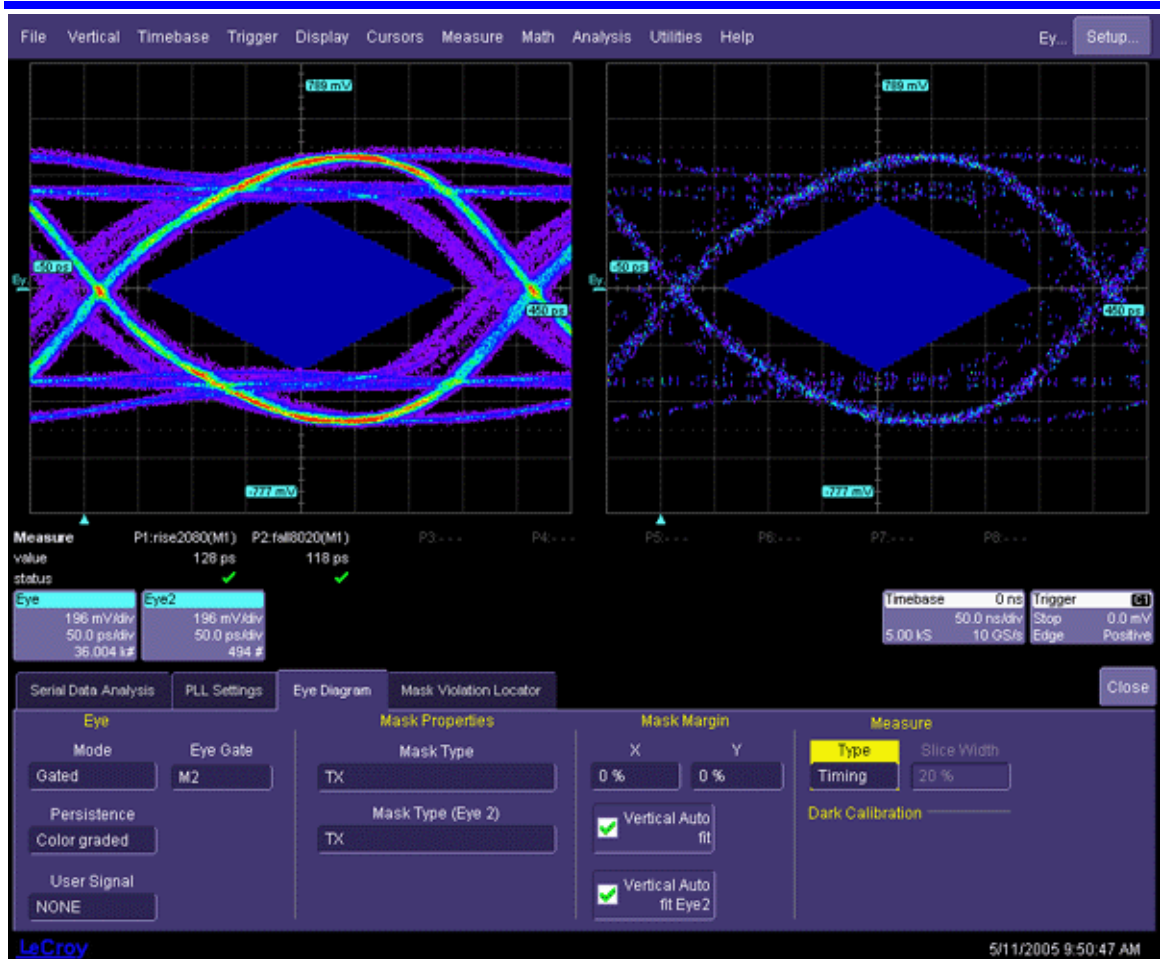 File Vertical Timebase Trigger Display Cursors Measure Math Analysis Utilities Help Ey... Setup...
789 mV 789 mV
-50 ps -50 ps
Ey Ey
450 ps 450 ps
-777 mV -777 mV
Measure P1:rise2080(M1) P2:fall8020(M1) P3:- - - P4:- - - P5:- - - P6:- - - P7:- - - P8:- - -
value 128 ps 118 ps
status
Eye Eye2 Timebase 0 ns Trigger C1
196 mV/div 196 mV/div 50.0 ns/div Stop 0.0 mV
50.0 ps/div 50.0 ps/div 5.00 kS 10 GS/s Edge Positive
36.004 k# 494 #
Serial Data Analysis PLL Settings Eye Diagram Mask Violation Locator Close
Eye Mask Properties Mask Margin Measure
Mode Eye Gate Mask Type X Y Type Slice Width
Gated M2 TX 0 % 0 % Timing 20 %
Persistence Mask Type (Eye 2) Vertical Auto fit Dark Calibration
Color graded TX
User Signal Vertical Auto fit Eye2
NONE
LeCroy 5/11/2005 9:50:47 AM